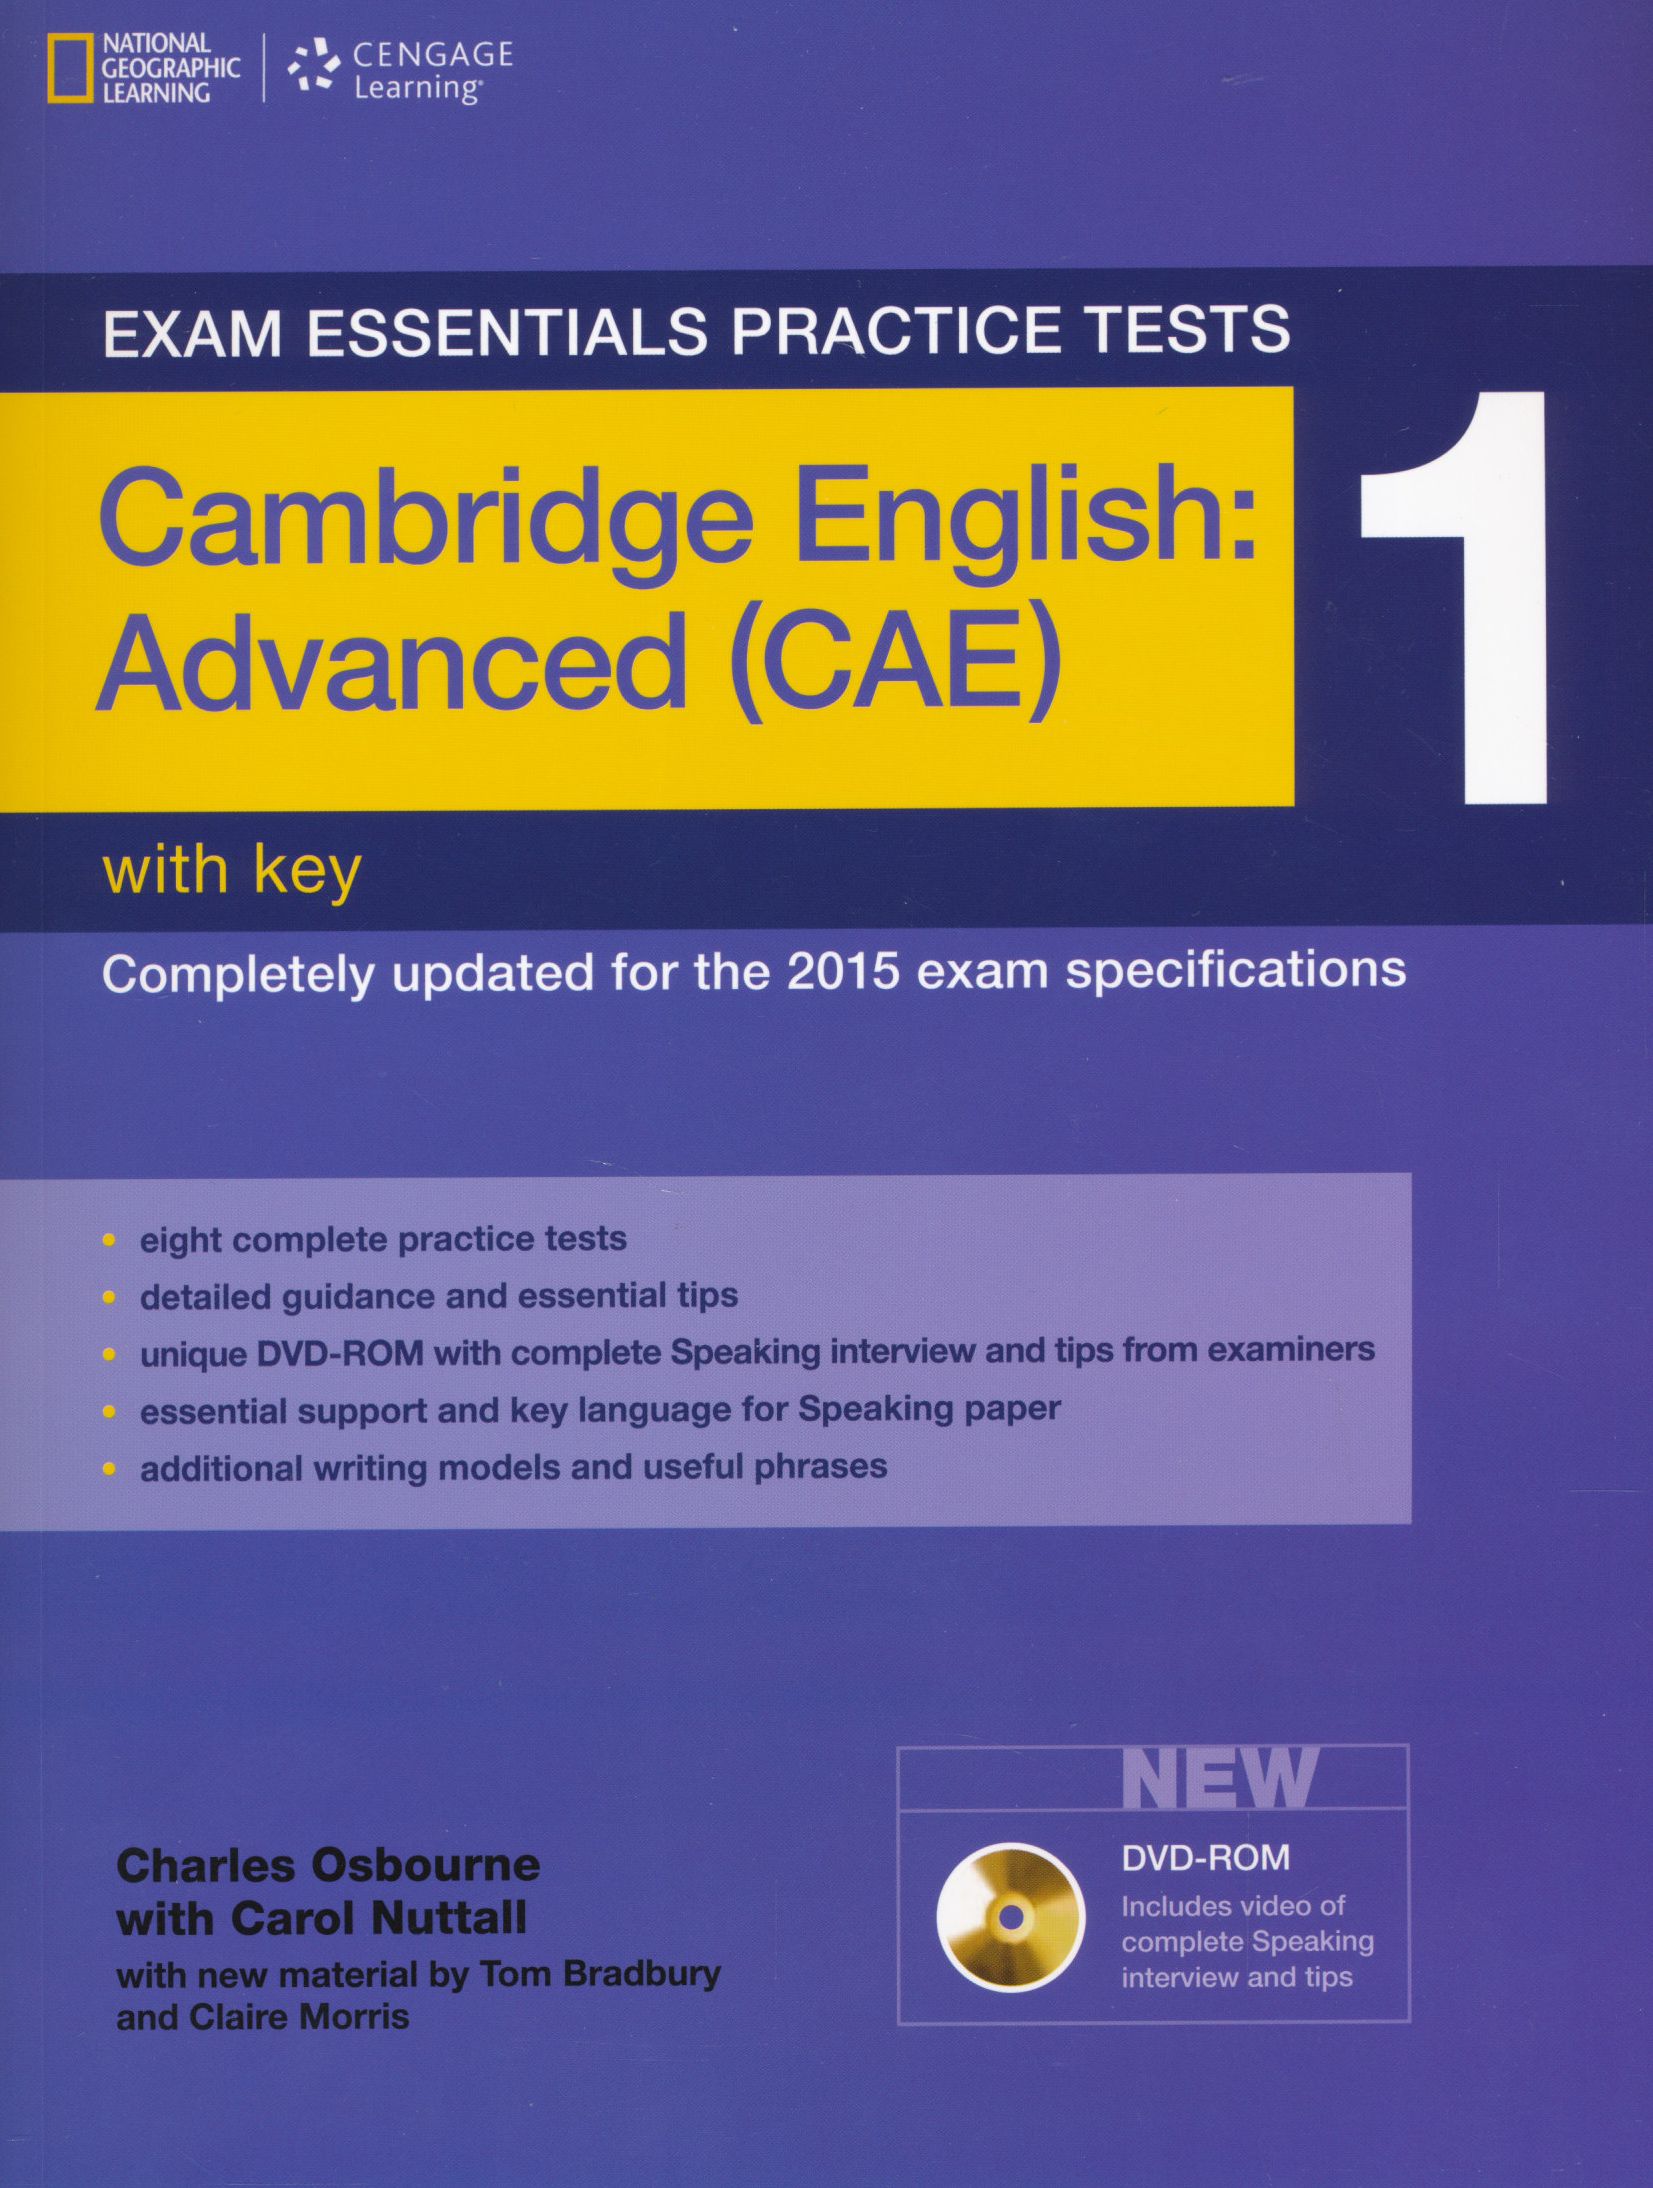 NATIONAL
GEOGRAPHIC
LEARNING
CENGAGE
Learning®
EXAM ESSENTIALS PRACTICE TESTS
Cambridge English:
Advanced (CAE)
1
with key
Completely updated for the 2015 exam specifications
• eight complete practice tests
• detailed guidance and essential tips
• unique DVD-ROM with complete Speaking interview and tips from examiners
• essential support and key language for Speaking paper
• additional writing models and useful phrases
Charles Osbourne
with Carol Nuttall
with new material by Tom Bradbury
and Claire Morris
NEW
DVD-ROM
Includes video of
complete Speaking
interview and tips